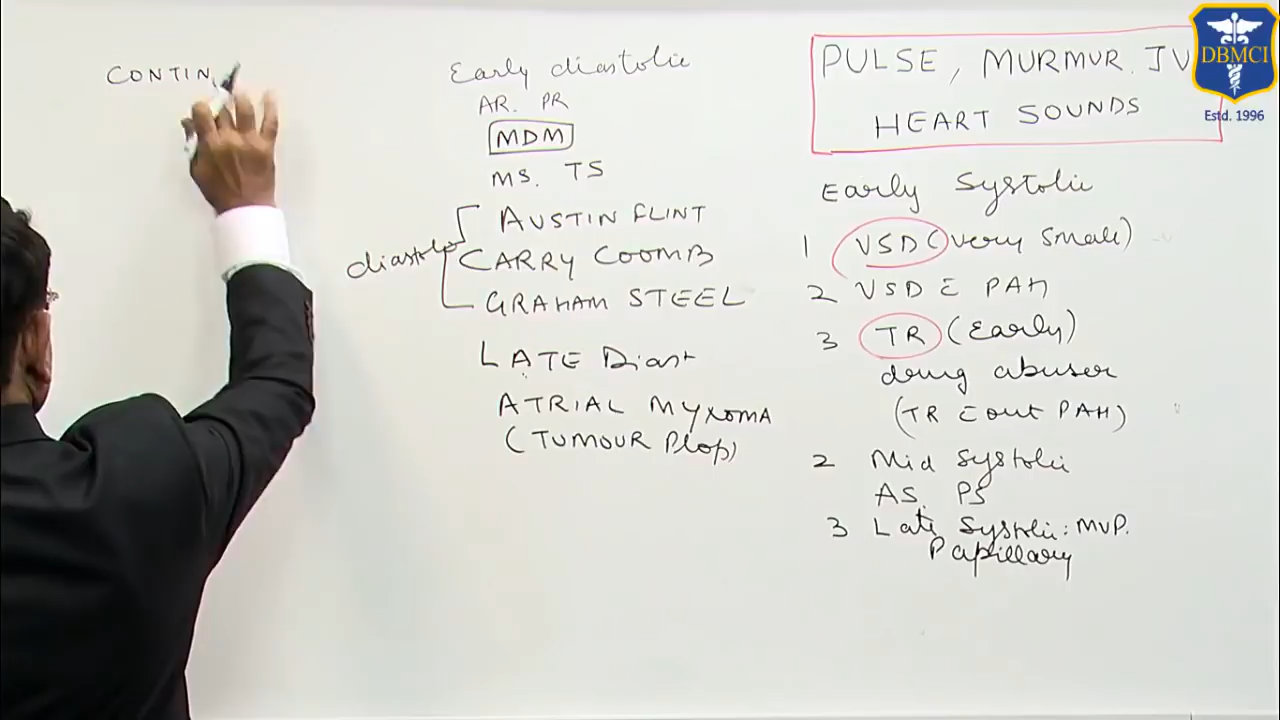 CONTIN
Early diastolic
AR. PR
MDM
MS. TS
diastolic
AUSTIN FLINT
CARRY COOMB
GRAHAM STEEL
LATE Diast
ATRIAL MYXOMA
(TUMOUR Plop)
PULSE, MURMUR. JV
HEART SOUNDS
Early Systolic
1 VSD (very small)
2 VSD C PAH
3 TR (Early)
drug abuser
(TR C out PAH)
2 Mid Systolic
AS. PS
3 Late Systolic: MVP.
Papillary
DBMCI
Estd. 1996